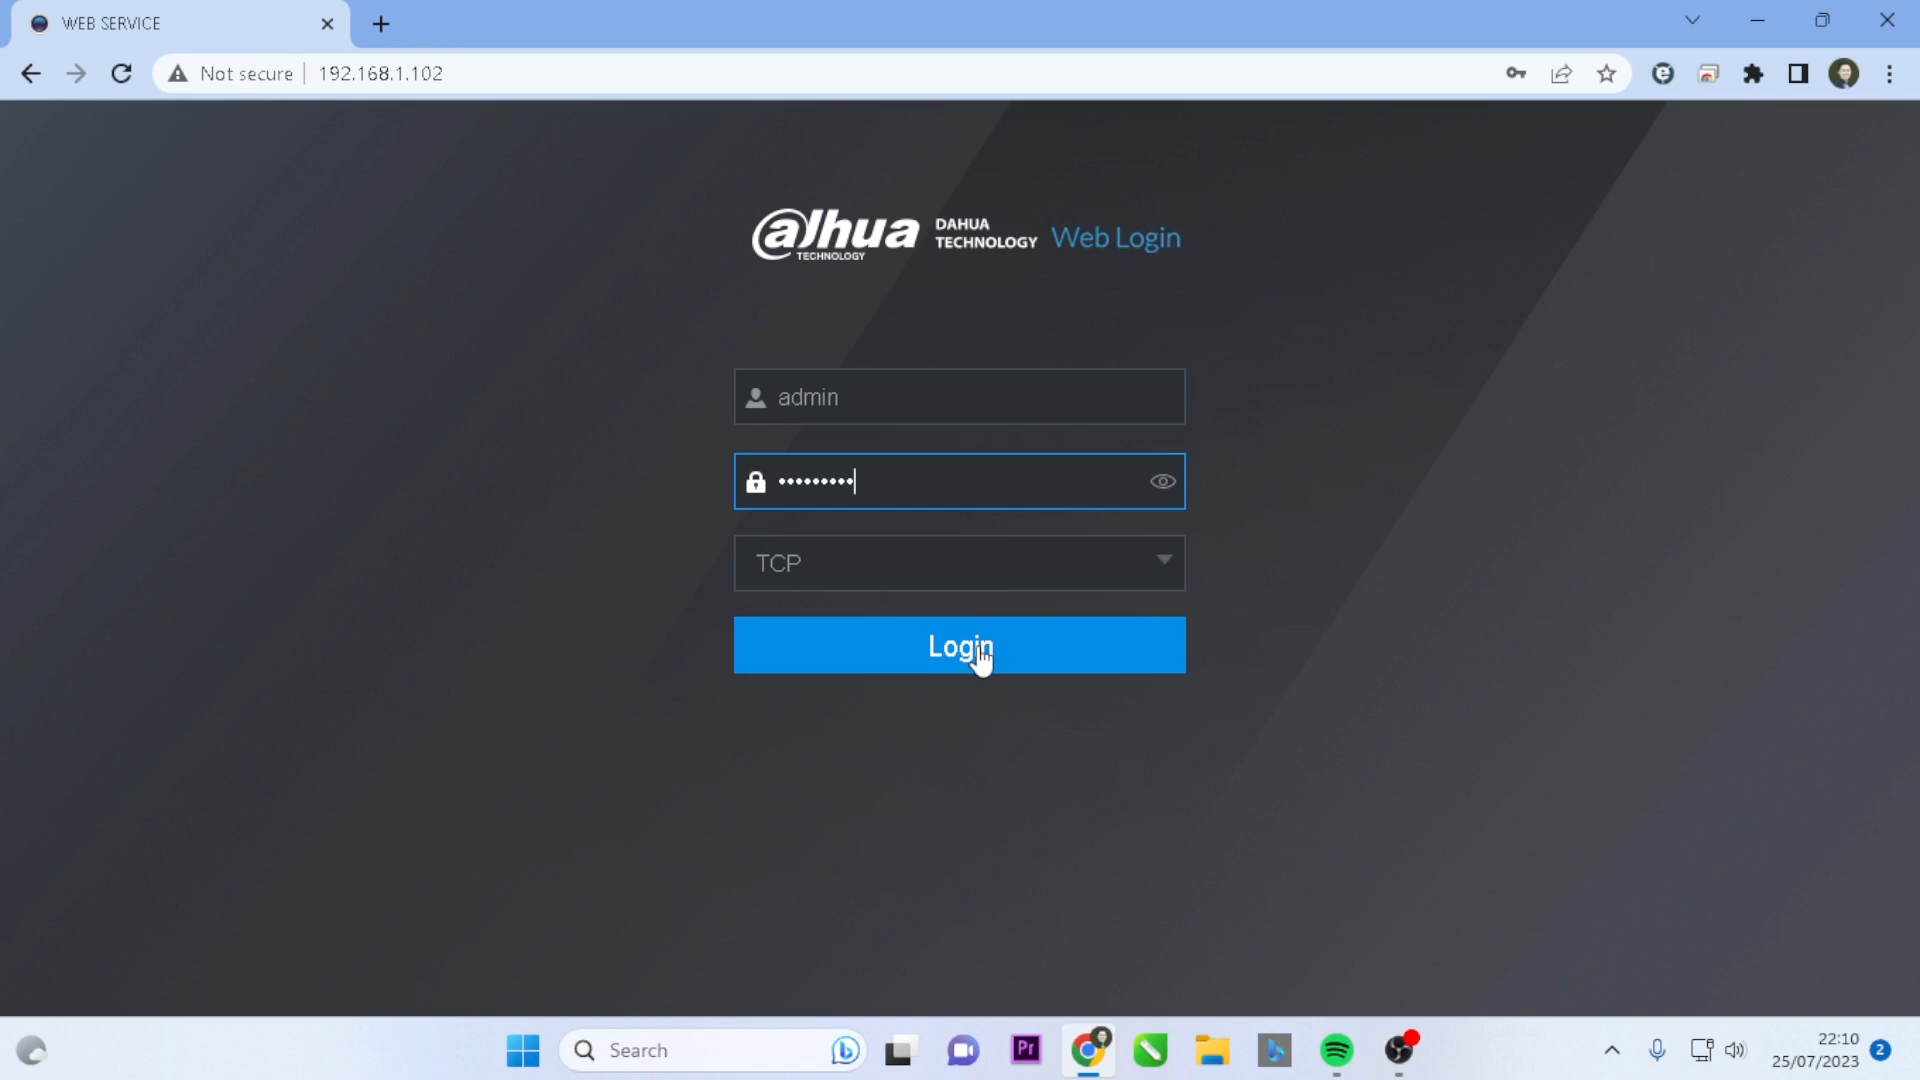 WEB SERVICE
Not secure
192.168.1.102
alhua
TECHNOLOGY
DAHUA
TECHNOLOGY
Web Login
admin
•••••••••
TCP
Login
Search
Pr
22:10
25/07/2023
2